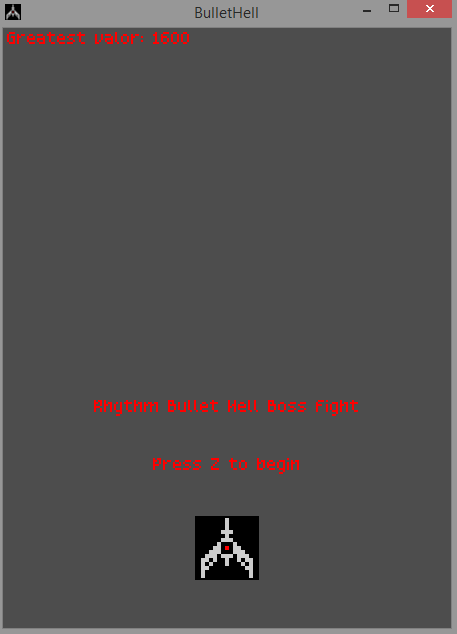 BulletHell
Greatest valor: 1600
Rhythm Bullet Hell Boss Fight
Press Z to begin